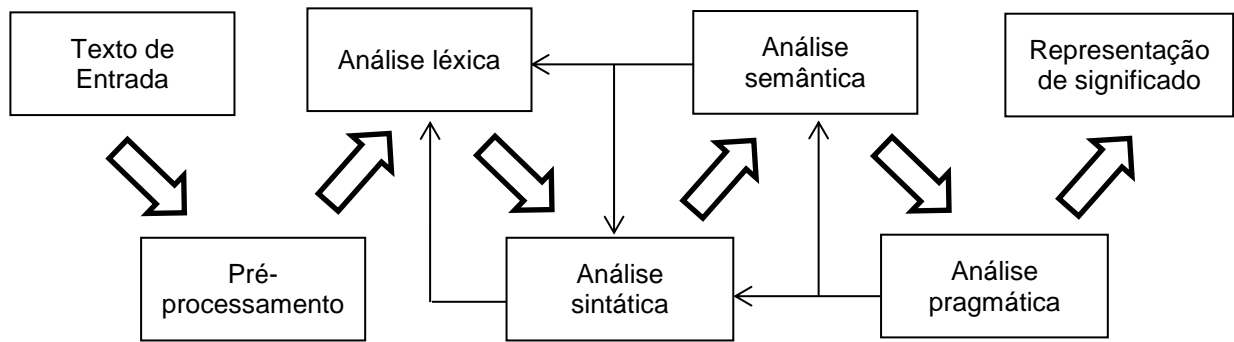 Texto de
Entrada
Análise léxica
Análise
semântica
Representação
de significado
Pré-
processamento
Análise
sintática
Análise
pragmática